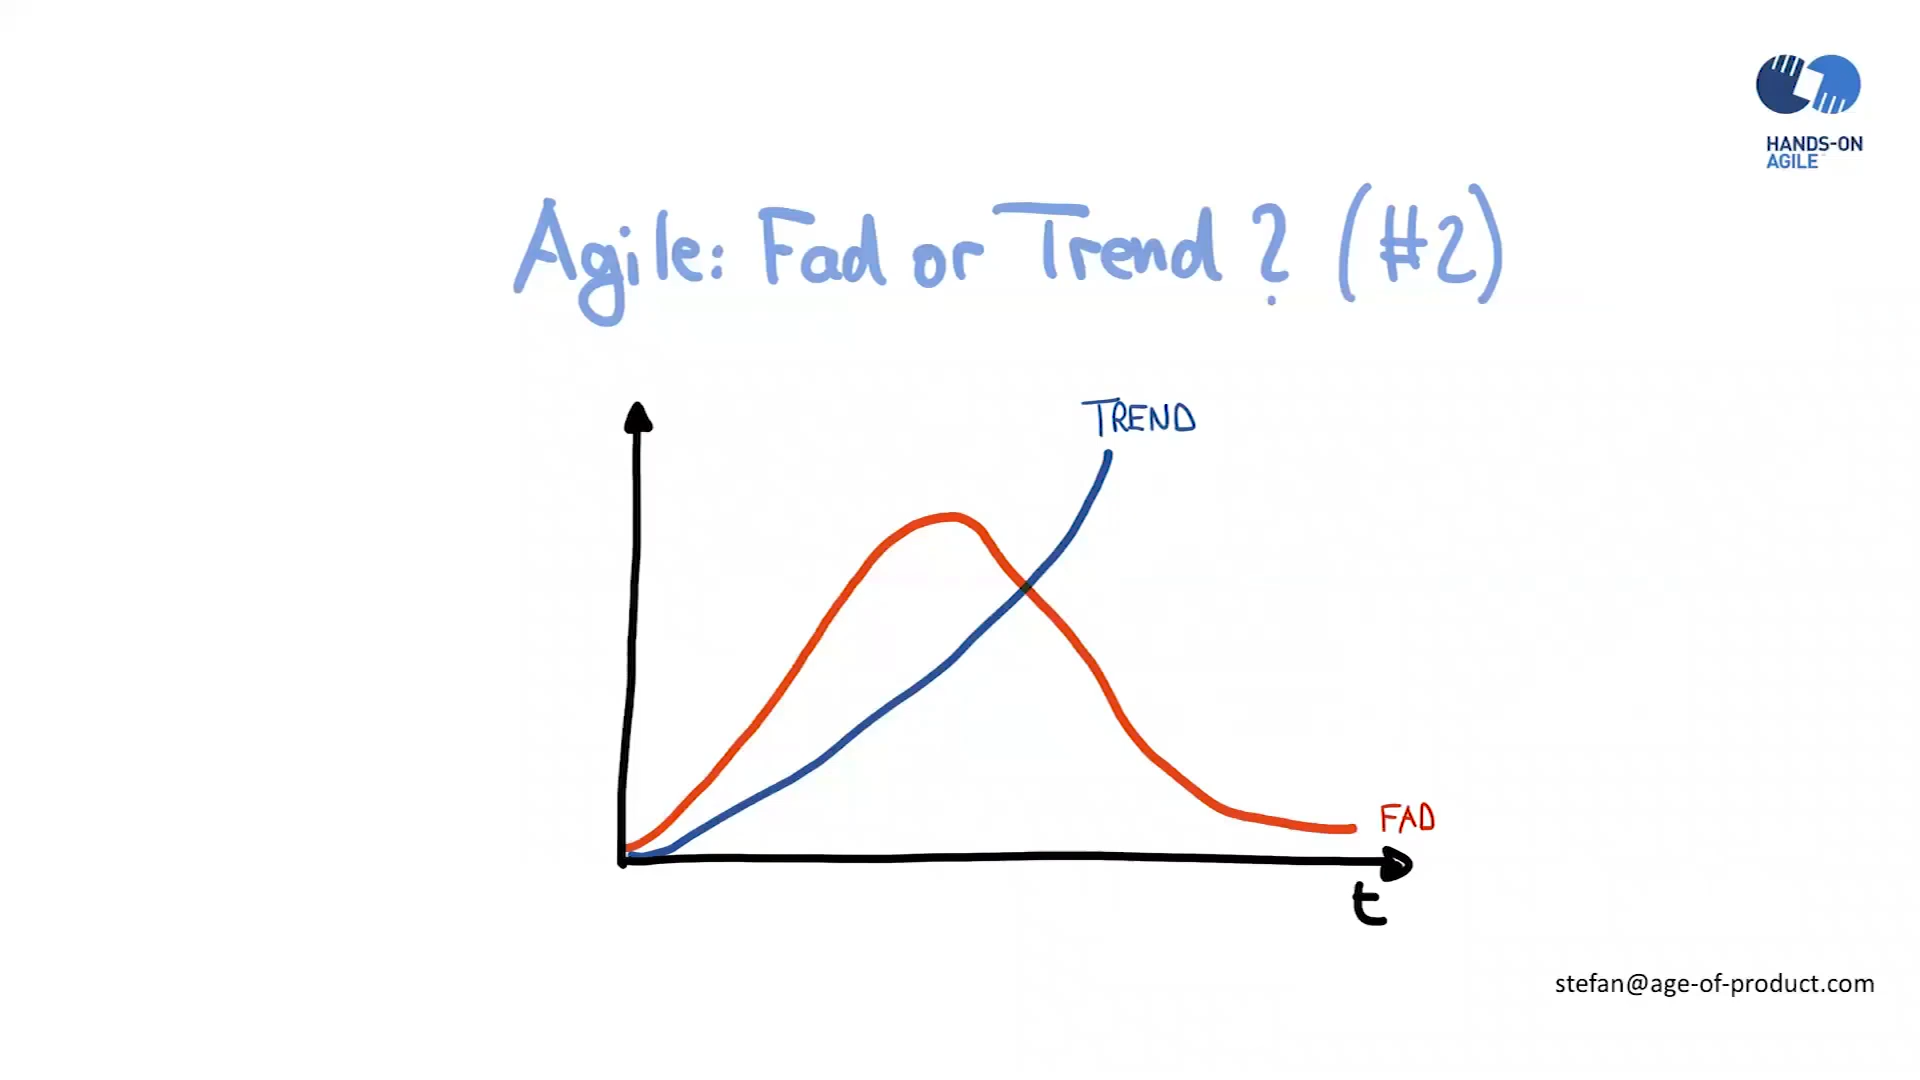 HANDS-ON
AGILE
Agile: Fad or Trend? (#2)
TREND
FAD
t
stefan@age-of-product.com